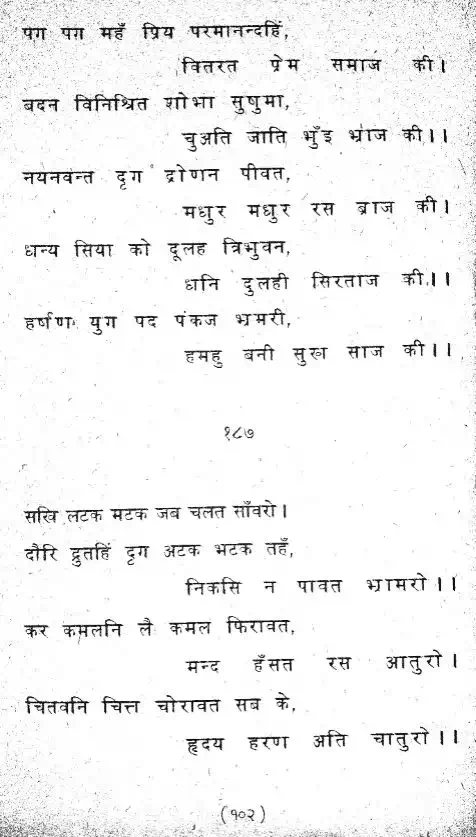 पग पग महँ प्रिय परमानन्दहिं,
वितरत प्रेम समाज की।
बदन विनिश्रित शोभा सुषुमा,
चुअति जाति भुँइ भ्राज की।।
नयनवन्त दृग द्रोणन पीवत,
मधुर मधुर रस ब्राज की।
धन्य सिया को दूलह त्रिभुवन,
धनि दुलही सिरताज की।।
हर्षण युग पद पंकज भ्रमरी,
हमहु बनी सुख साज की।।
१८७
सखि लटक मटक जब चलत साँवरो।
दौरि द्रुतहिं दृग अटक भटक तहँ,
निकसि न पावत भ्रामरो।।
कर कमलनि लै कमल फिरावत,
मन्द हँसत रस आतुरो।
चितवनि चित्त चोरावत सब के,
हृदय हरण अति चातुरो।।
(१०२)